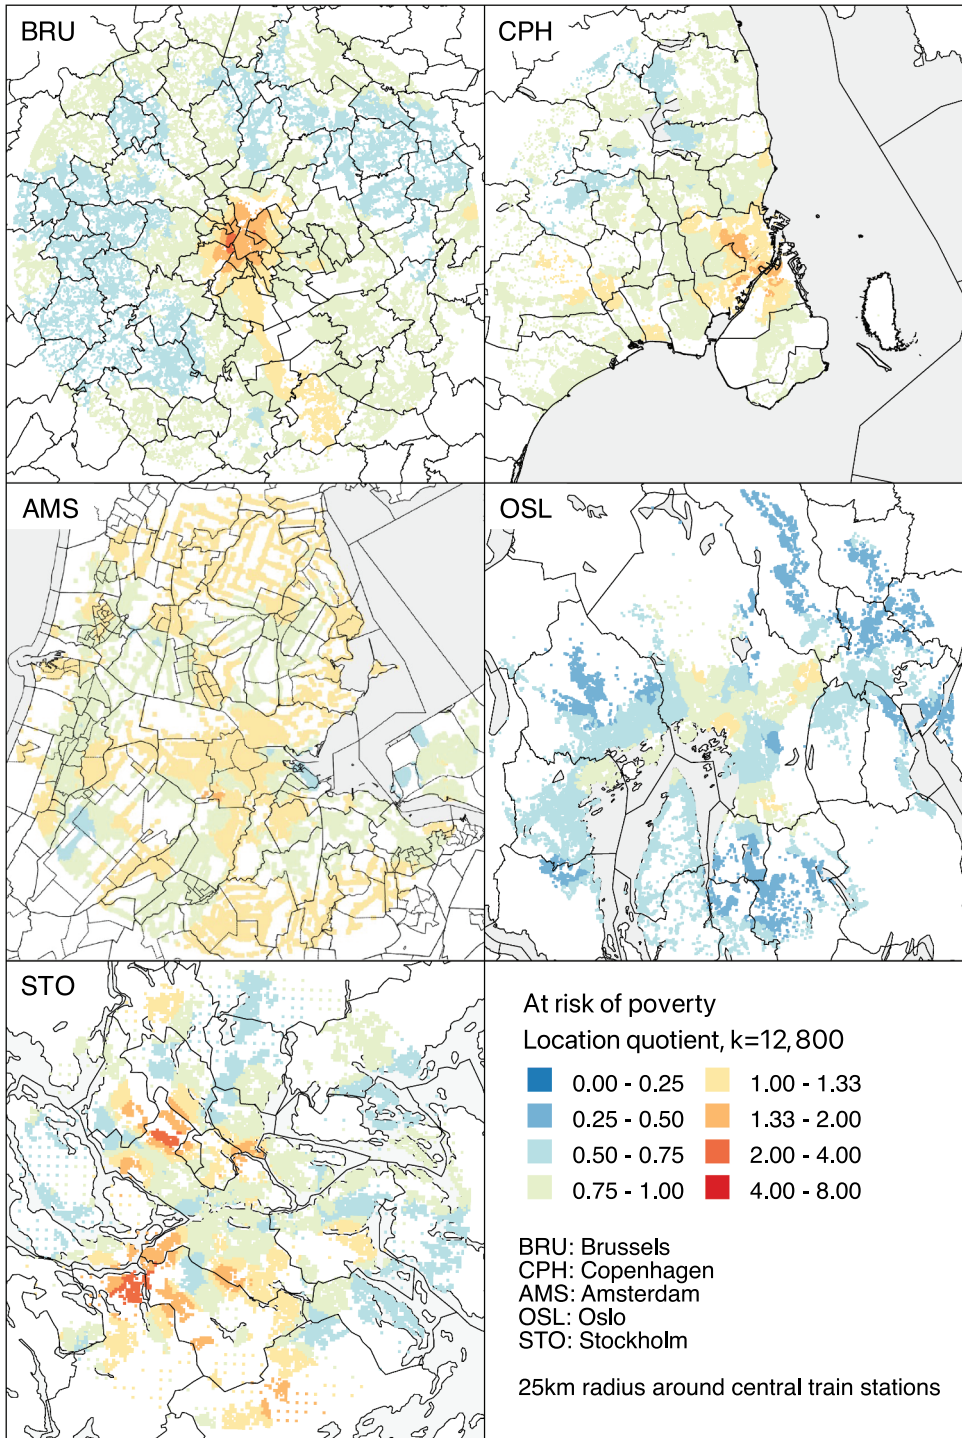 BRU
CPH
AMS
OSL
STO
At risk of poverty
Location quotient, k=12,800
0.00 - 0.25
1.00 - 1.33
0.25 - 0.50
1.33 - 2.00
0.50 - 0.75
2.00 - 4.00
0.75 - 1.00
4.00 - 8.00
BRU: Brussels
CPH: Copenhagen
AMS: Amsterdam
OSL: Oslo
STO: Stockholm
25km radius around central train stations